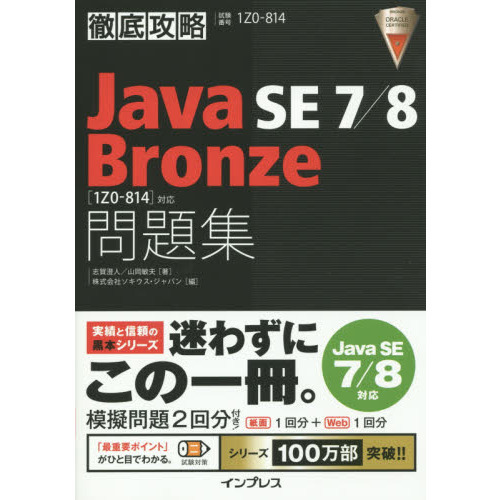 徹底攻略 試験番号 1Z0-814
ORACLE
CERTIFIED
Java SE 7/8
Bronze
[1Z0-814]対応
問題集
志賀澄人／山岡敏夫[著]
株式会社ソキウス・ジャパン[編]
実績と信頼の
黒本シリーズ
迷わずに
この一冊。
Java SE
7/8
対応
模擬問題2回分付き! 紙面 1回分＋Web 1回分
「最重要ポイント」
がひと目でわかる。
試験対策
シリーズ 100万部 突破!!
インプレス